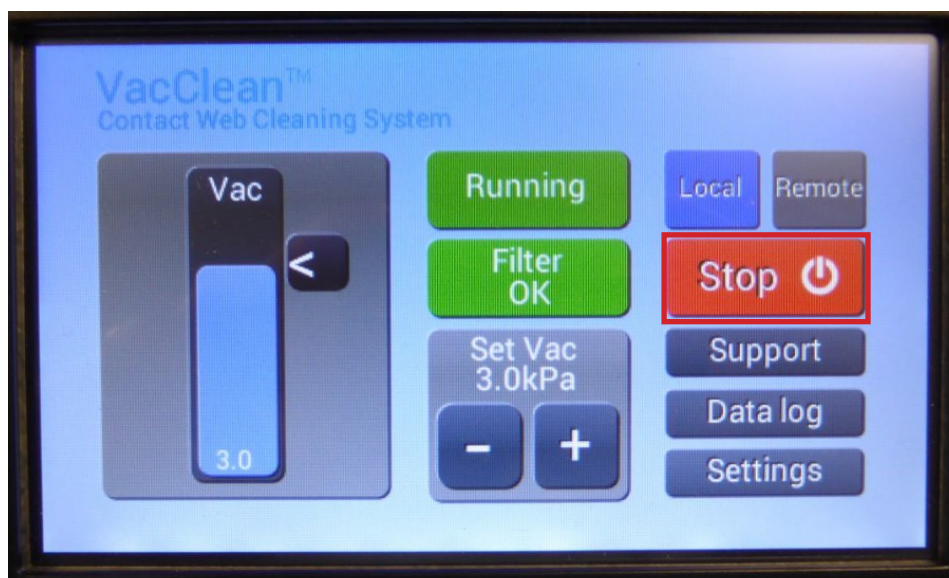 VacClean™
Contact Web Cleaning System
Vac
<
3.0
Running
Filter
OK
Set Vac
3.0kPa
- +
Local Remote
Stop
Support
Data log
Settings